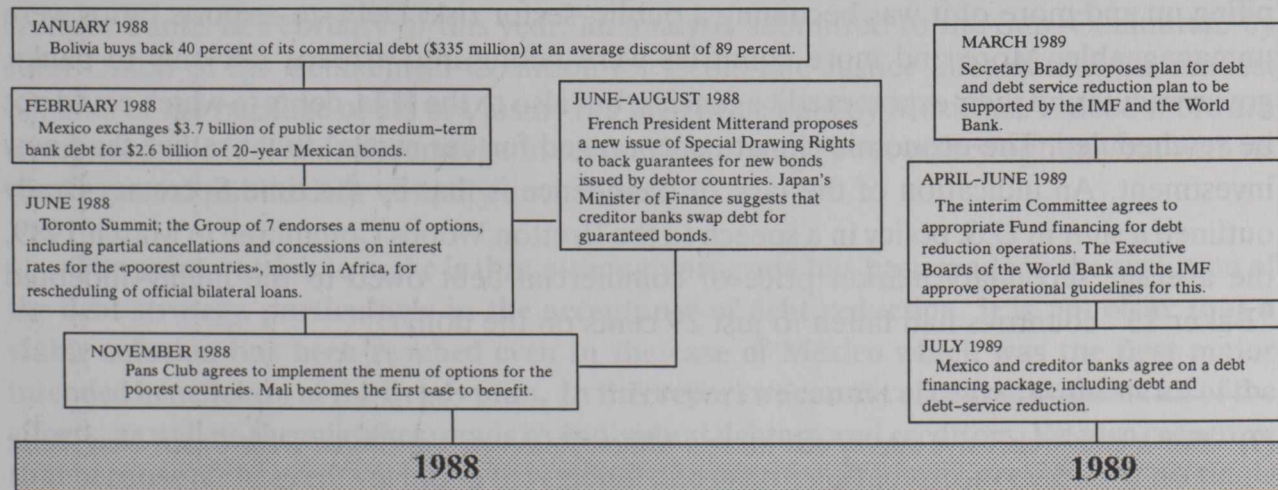 JANUARY 1988
Bolivia buys back 40 percent of its commercial debt ($335 million) at an average discount of 89 percent.
FEBRUARY 1988
Mexico exchanges $3.7 billion of public sector medium-term
bank debt for $2.6 billion of 20-year Mexican bonds.
JUNE 1988
Toronto Summit: the Group of 7 endorses a menu of options,
including partial cancellations and concessions on interest
rates for the «poorest countries», mostly in Africa, for
rescheduling of official bilateral loans.
JUNE-AUGUST 1988
French President Mitterand proposes
a new issue of Special Drawing Rights
to back guarantees for new bonds
issued by debtor countries. Japan's
Minister of Finance suggests that
creditor banks swap debt for
guaranteed bonds.
NOVEMBER 1988
Pans Club agrees to implement the menu of options for the
poorest countries. Mali becomes the first one to benefit.
1988
MARCH 1989
Secretary Brady proposes plan for debt
and debt service reduction plan to be
supported by the IMF and the World
Bank.
APRIL-JUNE 1989
The interim Committee agrees to
appropriate Fund financing for debt
reduction operations. The Executive
Boards of the World Bank and the IMF
approve operational guidelines for this.
JULY 1989
Mexico and creditor banks agree on a debt
financing package, including debt and
debt-service reduction.
1989